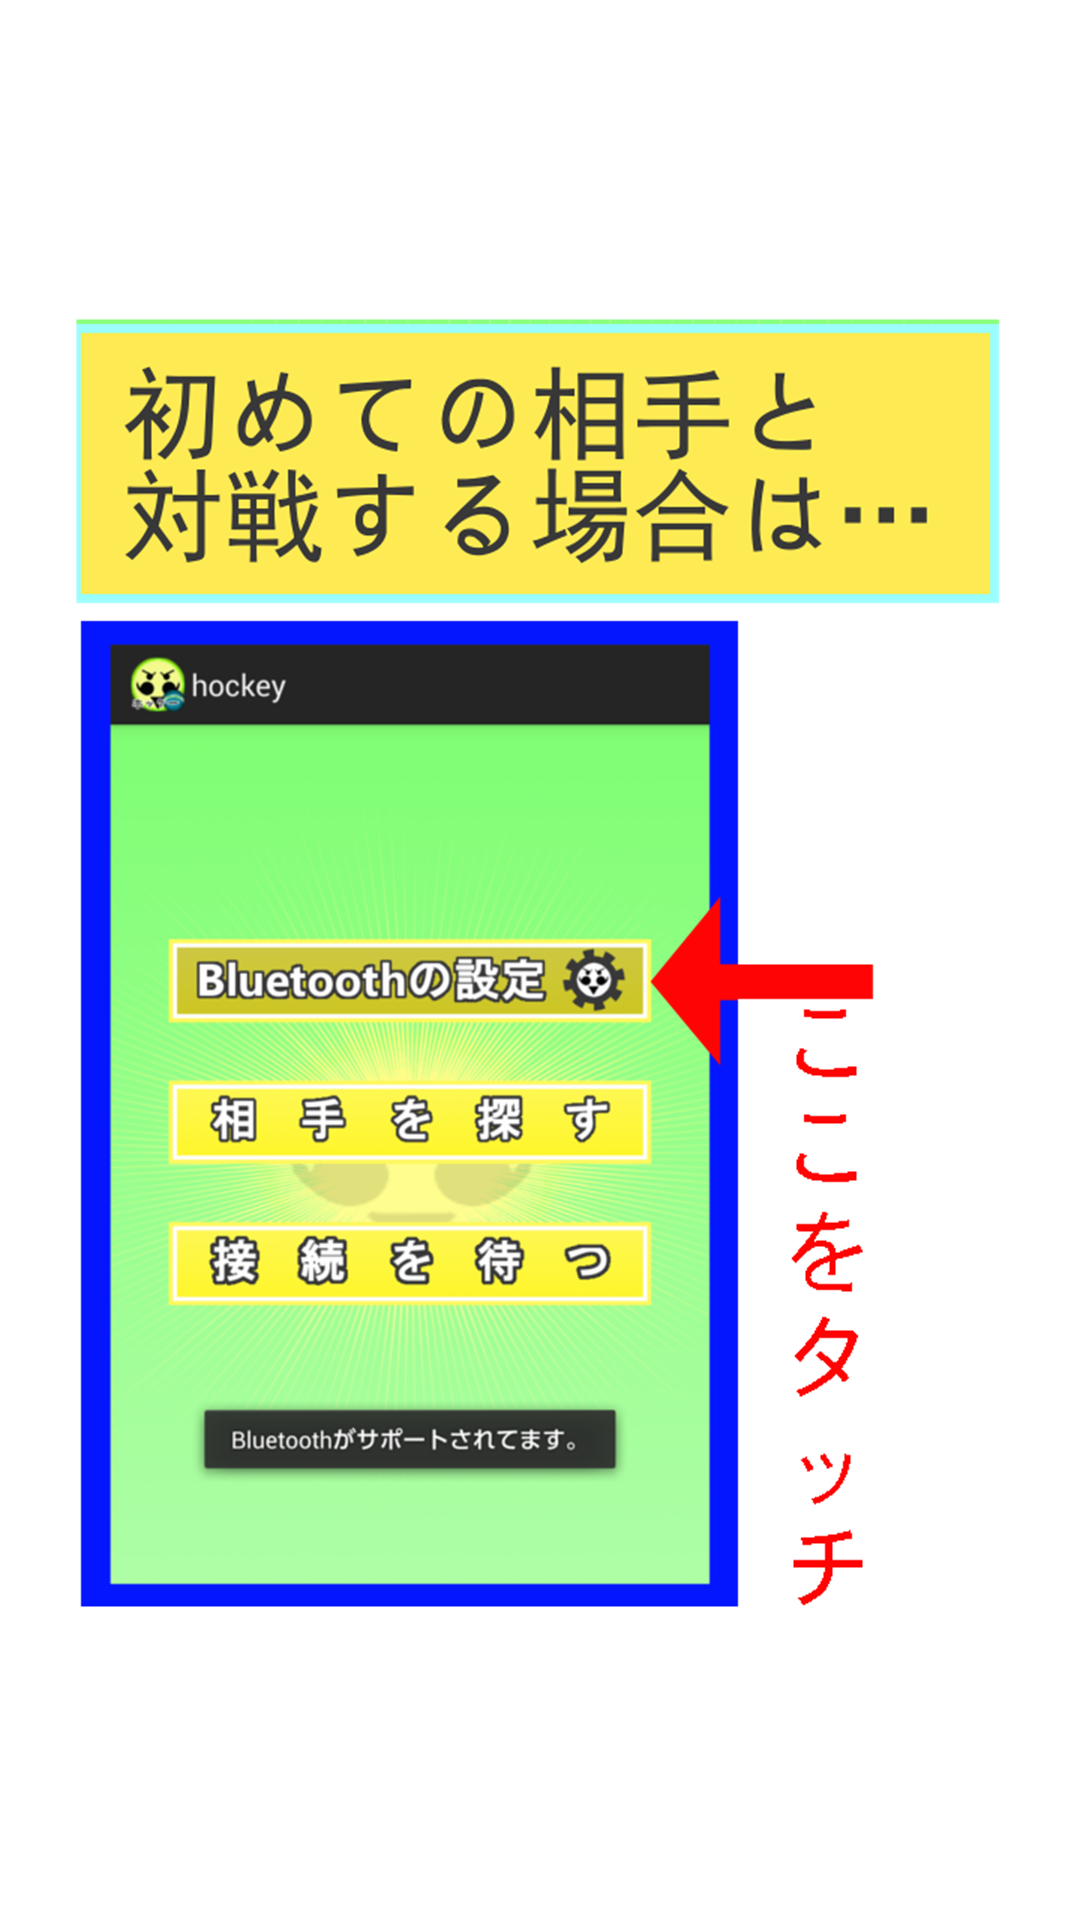 初めての相手と
対戦する場合は…
hockey
Bluetoothの設定
相手を探す
接続を待つ
Bluetoothがサポートされてます。
ここをタッチ